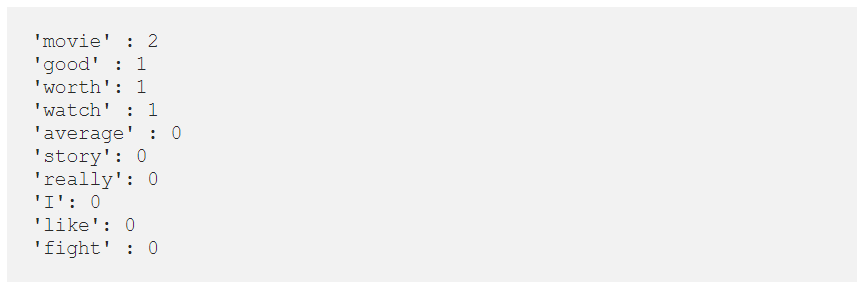 'movie' : 2
'good' : 1
'worth': 1
'watch' : 1
'average' : 0
'story': 0
'really': 0
'I': 0
'like': 0
'fight' : 0